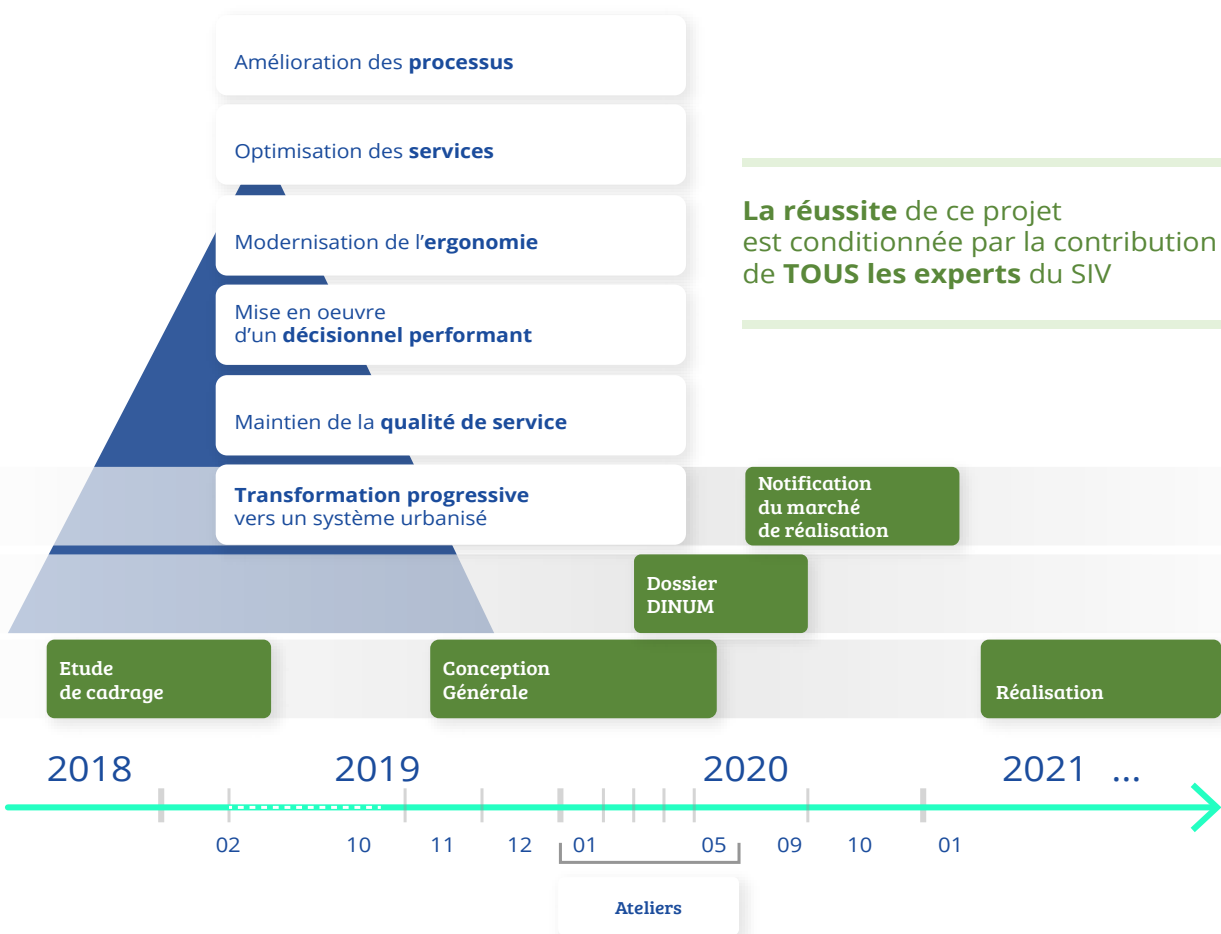 Amélioration des processus
Optimisation des services
Modernisation de l'ergonomie
Mise en oeuvre
d'un décisionnel performant
Maintien de la qualité de service
Transformation progressive
vers un système urbanisé
La réussite de ce projet
est conditionnée par la contribution
de TOUS les experts du SIV
Notification
du marché
de réalisation
Dossier
DINUM
Etude
de cadrage
Conception
Générale
Réalisation
2018 2019 2020 2021 ...
02 10 11 12 01 05 09 10 01
Ateliers